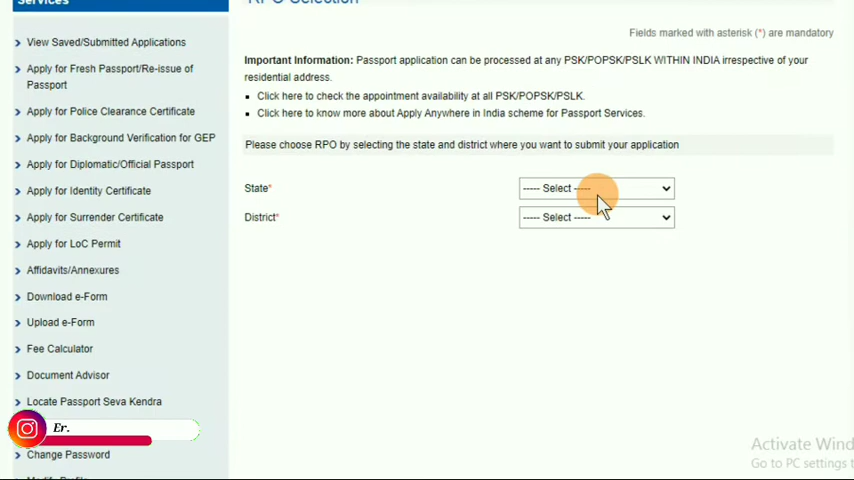 Services
RPO Selection
Fields marked with asterisk (*) are mandatory
View Saved/Submitted Applications
Important Information: Passport application can be processed at any PSK/POPSK/PSLK WITHIN INDIA irrespective of your
residential address.
Apply for Fresh Passport/Re-issue of
Passport
Click here to check the appointment availability at all PSK/POPSK/PSLK.
Click here to know more about Apply Anywhere in India scheme for Passport Services.
Apply for Police Clearance Certificate
Apply for Background Verification for GEP
Please choose RPO by selecting the state and district where you want to submit your application
Apply for Diplomatic/Official Passport
Apply for Identity Certificate
State* ----- Select -----
Apply for Surrender Certificate
District* ----- Select -----
Apply for LoC Permit
Affidavits/Annexures
Download e-Form
Upload e-Form
Fee Calculator
Document Advisor
Locate Passport Seva Kendra
Er.
Change Password
Activate Wind
Go to PC settings t